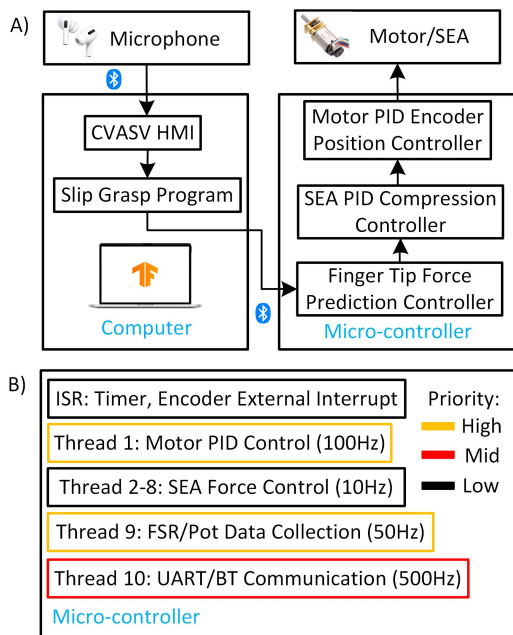 A)
Microphone
Motor/SEA
CVASV HMI
Slip Grasp Program
Computer
Motor PID Encoder
Position Controller
SEA PID Compression
Controller
Finger Tip Force
Prediction Controller
Micro-controller
B)
ISR: Timer, Encoder External Interrupt
Thread 1: Motor PID Control (100Hz)
Thread 2-8: SEA Force Control (10Hz)
Thread 9: FSR/Pot Data Collection (50Hz)
Thread 10: UART/BT Communication (500Hz)
Micro-controller
Priority:
High
Mid
Low